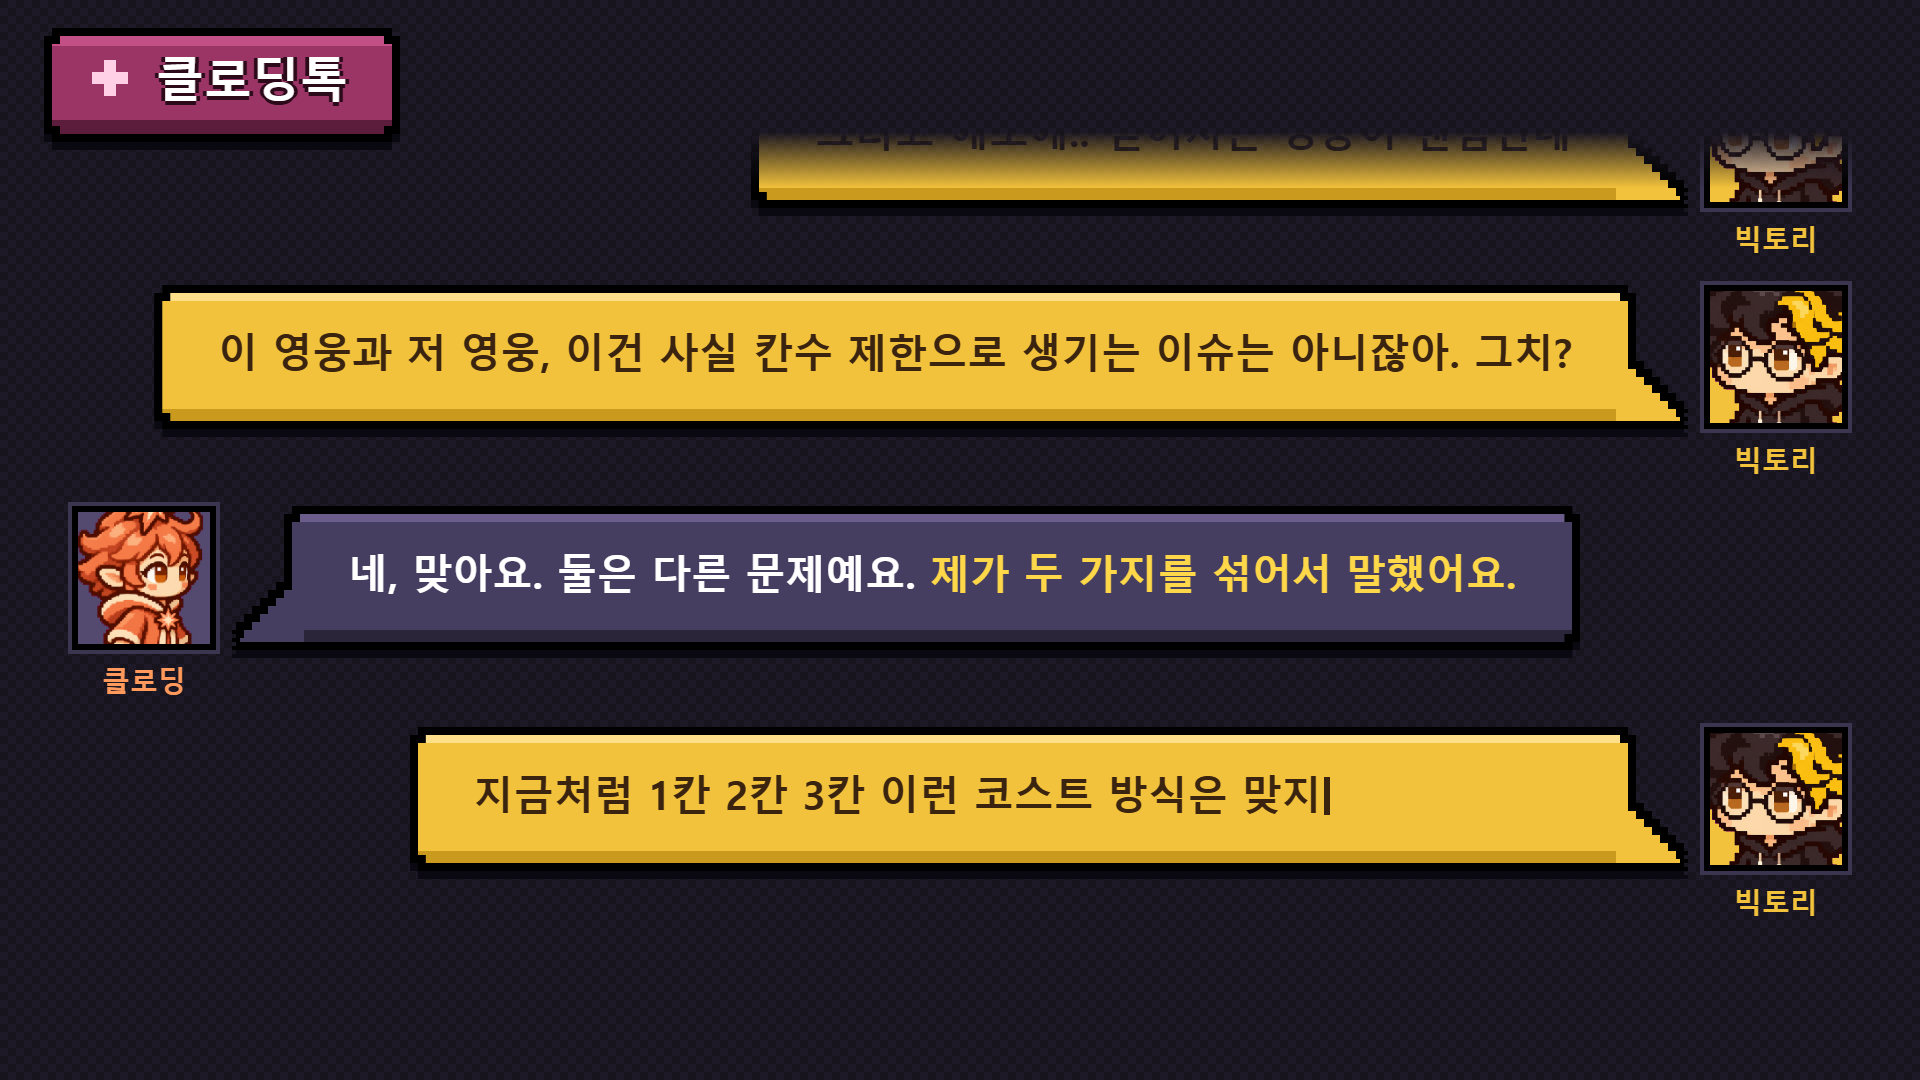 클로딩톡
빅토리
이 영웅과 저 영웅, 이건 사실 칸수 제한으로 생기는 이슈는 아니잖아. 그치?
빅토리
네, 맞아요. 둘은 다른 문제예요. 제가 두 가지를 섞어서 말했어요.
클로딩
지금처럼 1칸 2칸 3칸 이런 코스트 방식은 맞지
빅토리